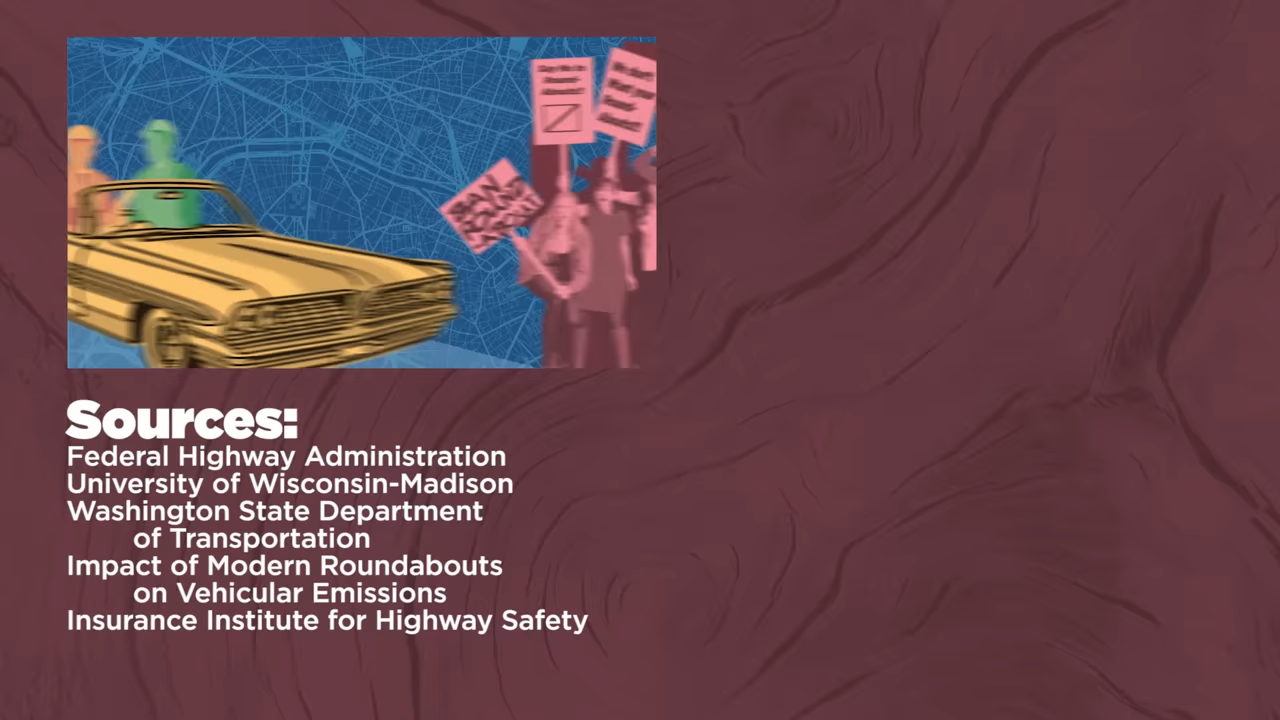 BAN
Sources:
Federal Highway Administration
University of Wisconsin-Madison
Washington State Department
of Transportation
Impact of Modern Roundabouts
on Vehicular Emissions
Insurance Institute for Highway Safety